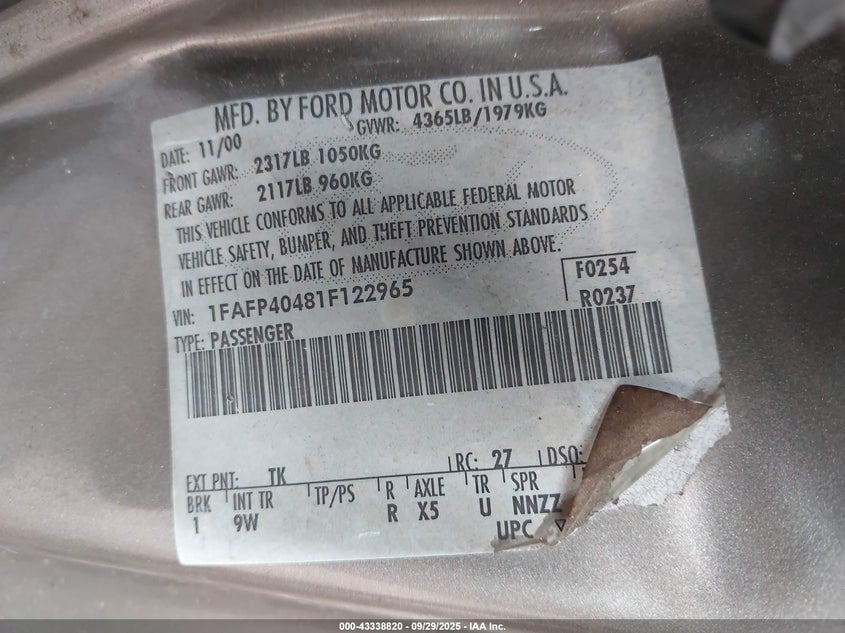 MFD. BY FORD MOTOR CO. IN U.S.A.
DATE: 11/00 GVWR: 4365LB/1979KG
FRONT GAWR: 2317LB 1050KG
REAR GAWR: 2117LB 960KG
THIS VEHICLE CONFORMS TO ALL APPLICABLE FEDERAL MOTOR
VEHICLE SAFETY, BUMPER, AND THEFT PREVENTION STANDARDS
IN EFFECT ON THE DATE OF MANUFACTURE SHOWN ABOVE.
F0254
VIN: 1FAFP40481F122965
R0237
TYPE: PASSENGER
EXT PNT: TK RC: 27 DSO:
BRK INT TR TP/PS R AXLE TR SPR
1 9W R X5 U NNZZ
UPC
000-43338820 / 09/29/2025 / IAA Inc.